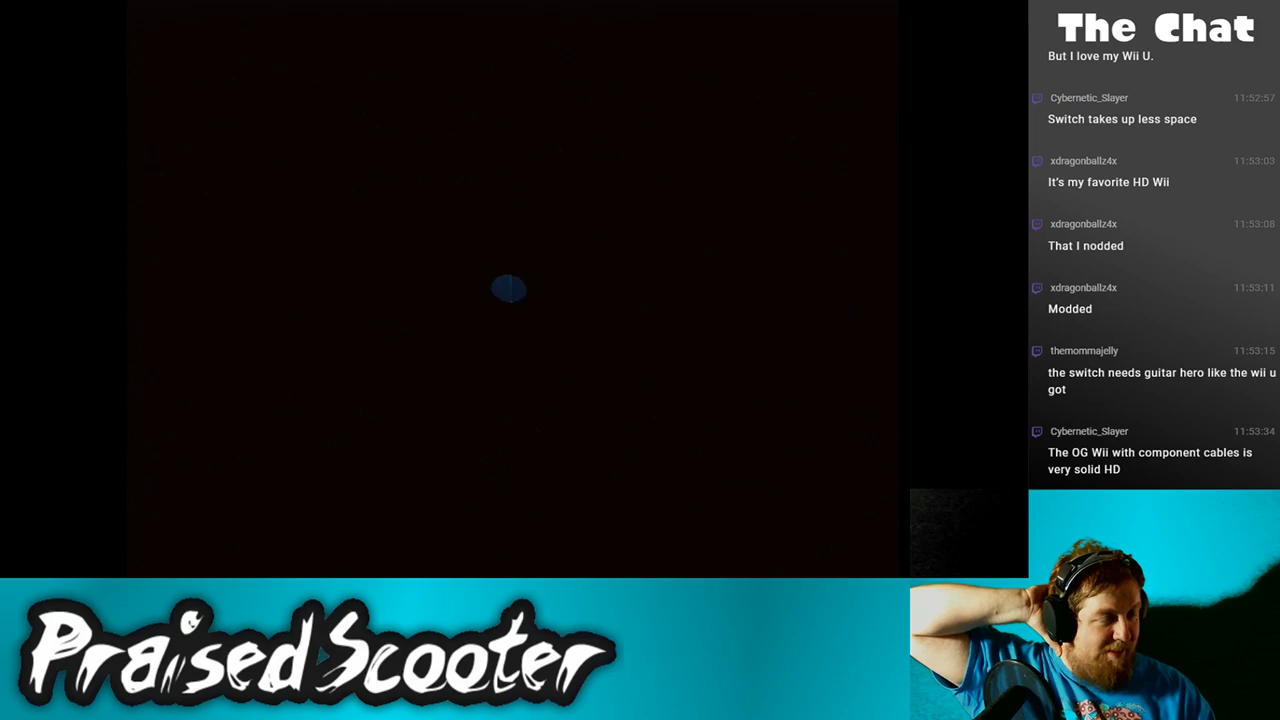 The Chat
But I love my Wii U.
Cybernetic_Slayer 11:52:57
Switch takes up less space
xdragonballz4x 11:53:03
It's my favorite HD Wii
xdragonballz4x 11:53:08
That I nodded
xdragonballz4x 11:53:11
Modded
themommajelly 11:53:15
the switch needs guitar hero like the wii u
got
Cybernetic_Slayer 11:53:34
The OG Wii with component cables is
very solid HD
PraisedScooter